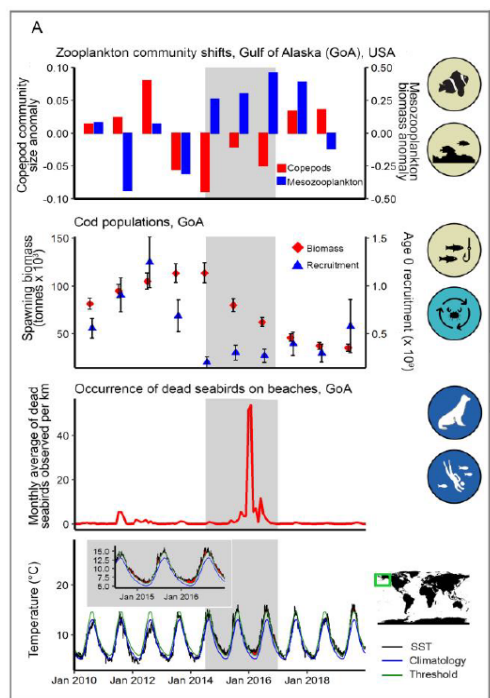 A
Zooplankton community shifts, Gulf of Alaska (GoA), USA
Copepod community
size anomaly
0.10
0.05
0.00
-0.05
-0.10
0.50
0.25
0.00
-0.25
-0.50
Mesozooplankton
biomass anomaly
Copepods
Mesozooplankton
Cod populations, GoA
Spawning biomass
(tonnes x 10³)
150
100
50
1.5
1.0
0.5
Age 0 recruitment (x 10⁹)
Biomass
Recruitment
Occurrence of dead seabirds on beaches, GoA
Monthly average of dead
seabirds observed per km
40
20
0
Temperature (°C)
20
10
15.0
12.5
10.0
7.5
5.0
Jan 2015
Jan 2016
Jan 2010
2012
2014
Jan 2016
Jan 2018
SST
Climatology
Threshold